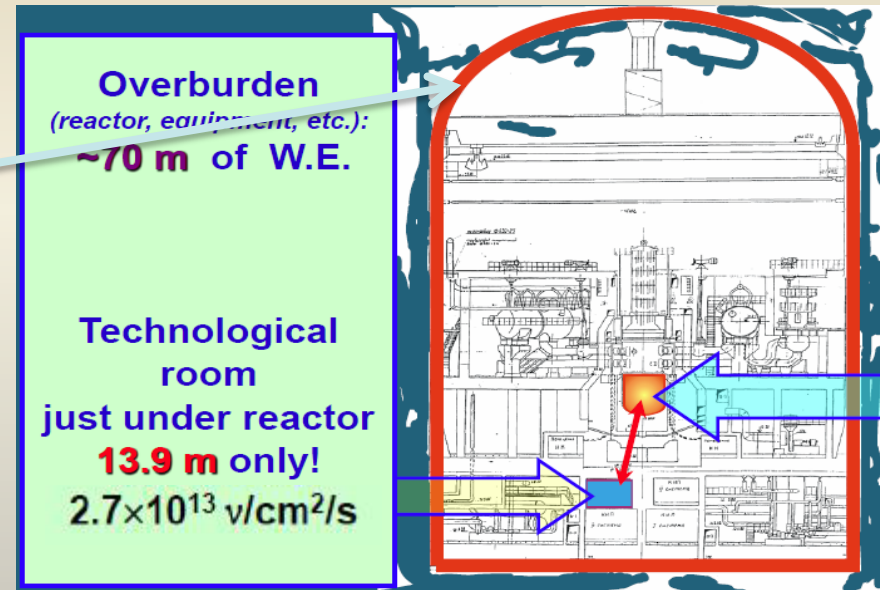 Overburden
(reactor, equipment, etc.):
~70 m of W.E.
Technological
room
just under reactor
13.9 m only!
2.7×10¹³ ν/cm²/s